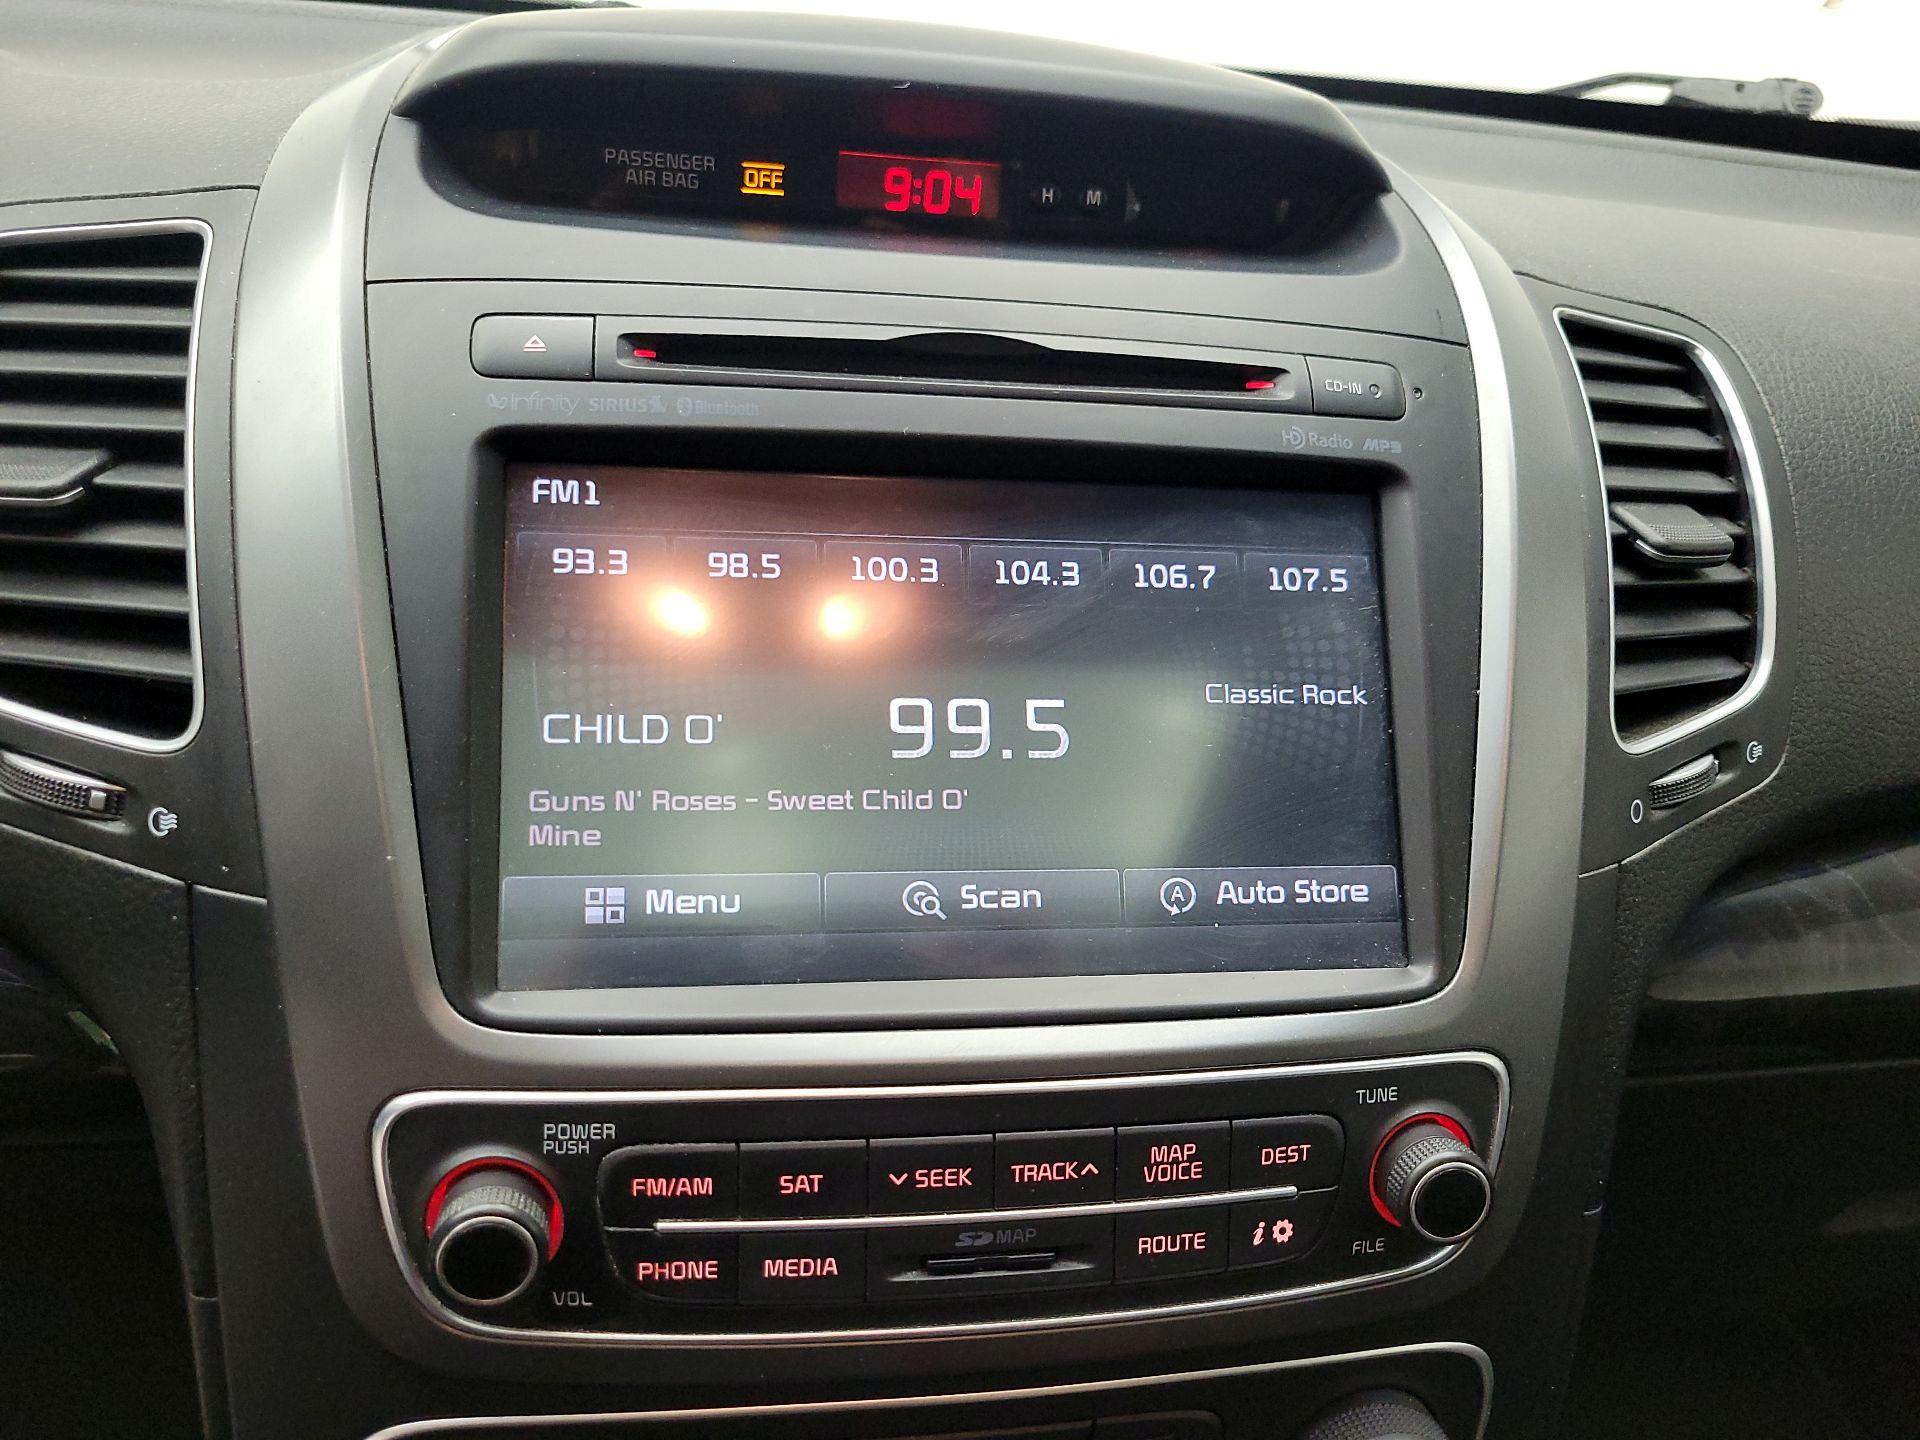 PASSENGER
AIR BAG
OFF
9:04
H
M
CD-IN
infinity SIRIUS Bluetooth
HD Radio MP3
FM1
93.3 98.5 100.3 104.3 106.7 107.5
Classic Rock
CHILD O' 99.5
Guns N' Roses - Sweet Child O'
Mine
Menu Scan Auto Store
POWER
PUSH
TUNE
FM/AM SAT SEEK TRACK MAP
VOICE DEST
SD MAP
PHONE MEDIA ROUTE i
VOL
FILE